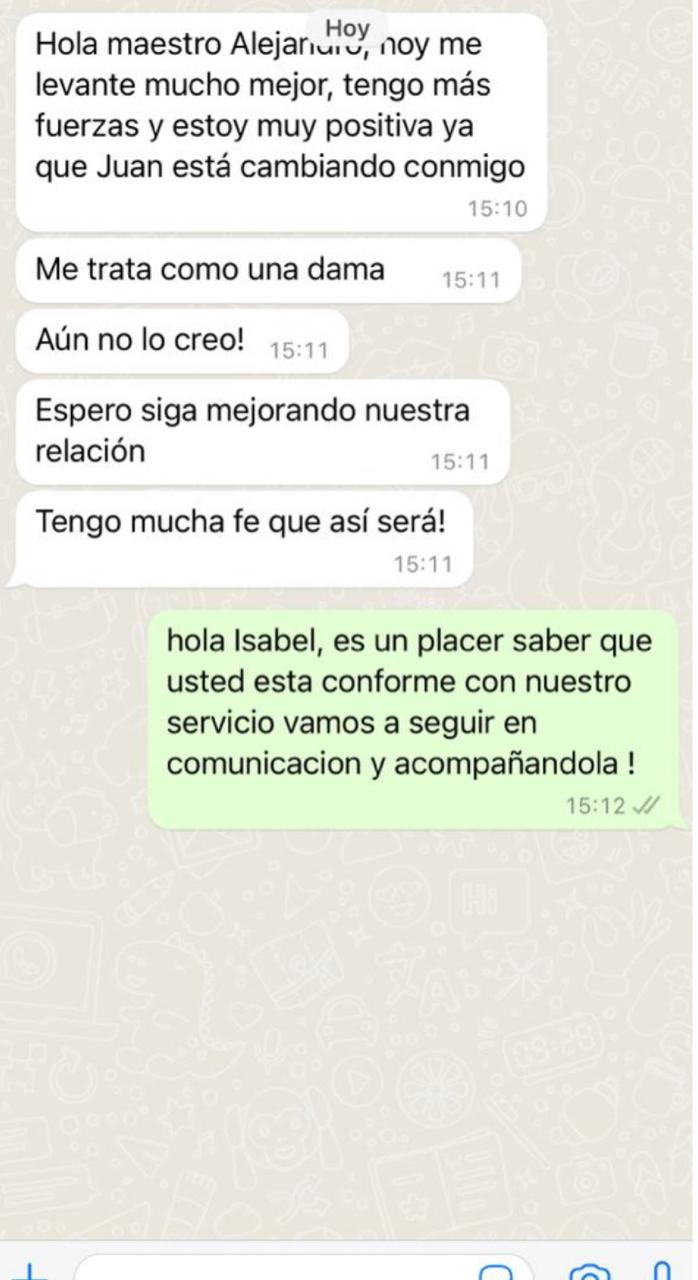 Hoy
Hola maestro Alejandro, hoy me
levante mucho mejor, tengo más
fuerzas y estoy muy positiva ya
que Juan está cambiando conmigo
15:10
Me trata como una dama 15:11
Aún no lo creo! 15:11
Espero siga mejorando nuestra
relación 15:11
Tengo mucha fe que así será!
15:11
hola Isabel, es un placer saber que
usted esta conforme con nuestro
servicio vamos a seguir en
comunicacion y acompañandola !
15:12
Hi
09:28